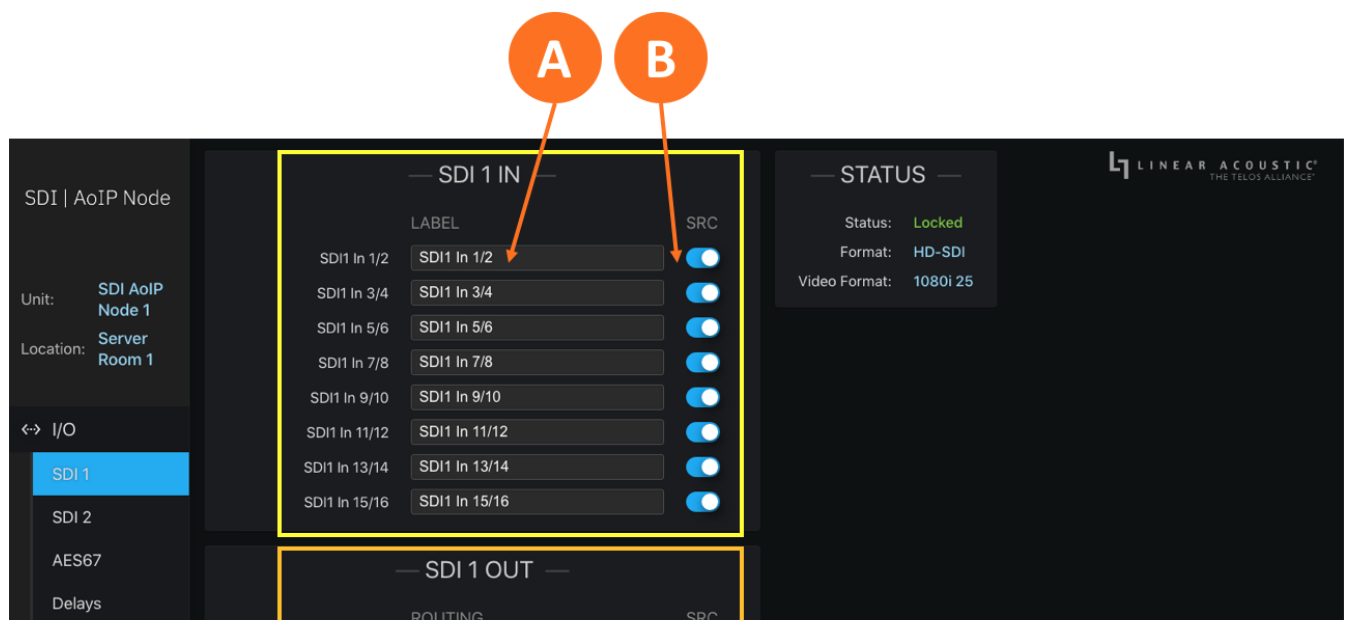 A B
SDI | AoIP Node
Unit: SDI AoIP
Node 1
Location: Server
Room 1
I/O
SDI 1
SDI 2
AES67
Delays
SDI 1 IN
LABEL SRC
SDI1 In 1/2 SDI1 In 1/2
SDI1 In 3/4 SDI1 In 3/4
SDI1 In 5/6 SDI1 In 5/6
SDI1 In 7/8 SDI1 In 7/8
SDI1 In 9/10 SDI1 In 9/10
SDI1 In 11/12 SDI1 In 11/12
SDI1 In 13/14 SDI1 In 13/14
SDI1 In 15/16 SDI1 In 15/16
SDI 1 OUT
ROUTING SRC
STATUS
Status: Locked
Format: HD-SDI
Video Format: 1080i 25
LINEAR ACOUSTIC®
THE TELOS ALLIANCE®